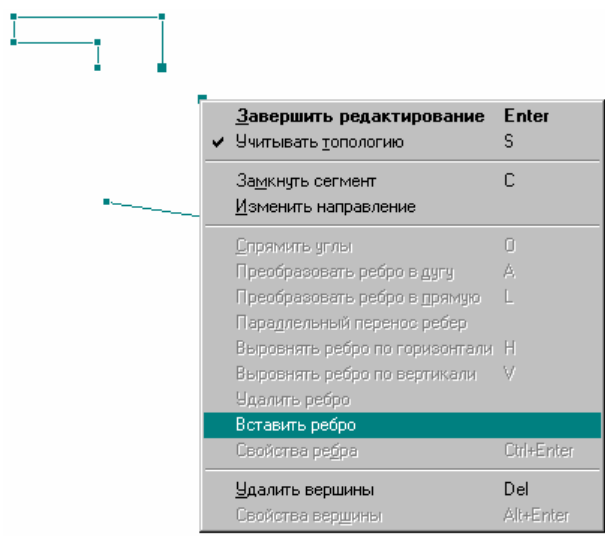 Завершить редактирование Enter
Учитывать топологию S
Замкнуть сегмент C
Изменить направление
Спрямить углы O
Преобразовать ребро в дугу A
Преобразовать ребро в прямую L
Параллельный перенос ребер
Выровнять ребро по горизонтали H
Выровнять ребро по вертикали V
Удалить ребро
Вставить ребро
Свойства ребра Ctrl+Enter
Удалить вершины Del
Свойства вершины Alt+Enter